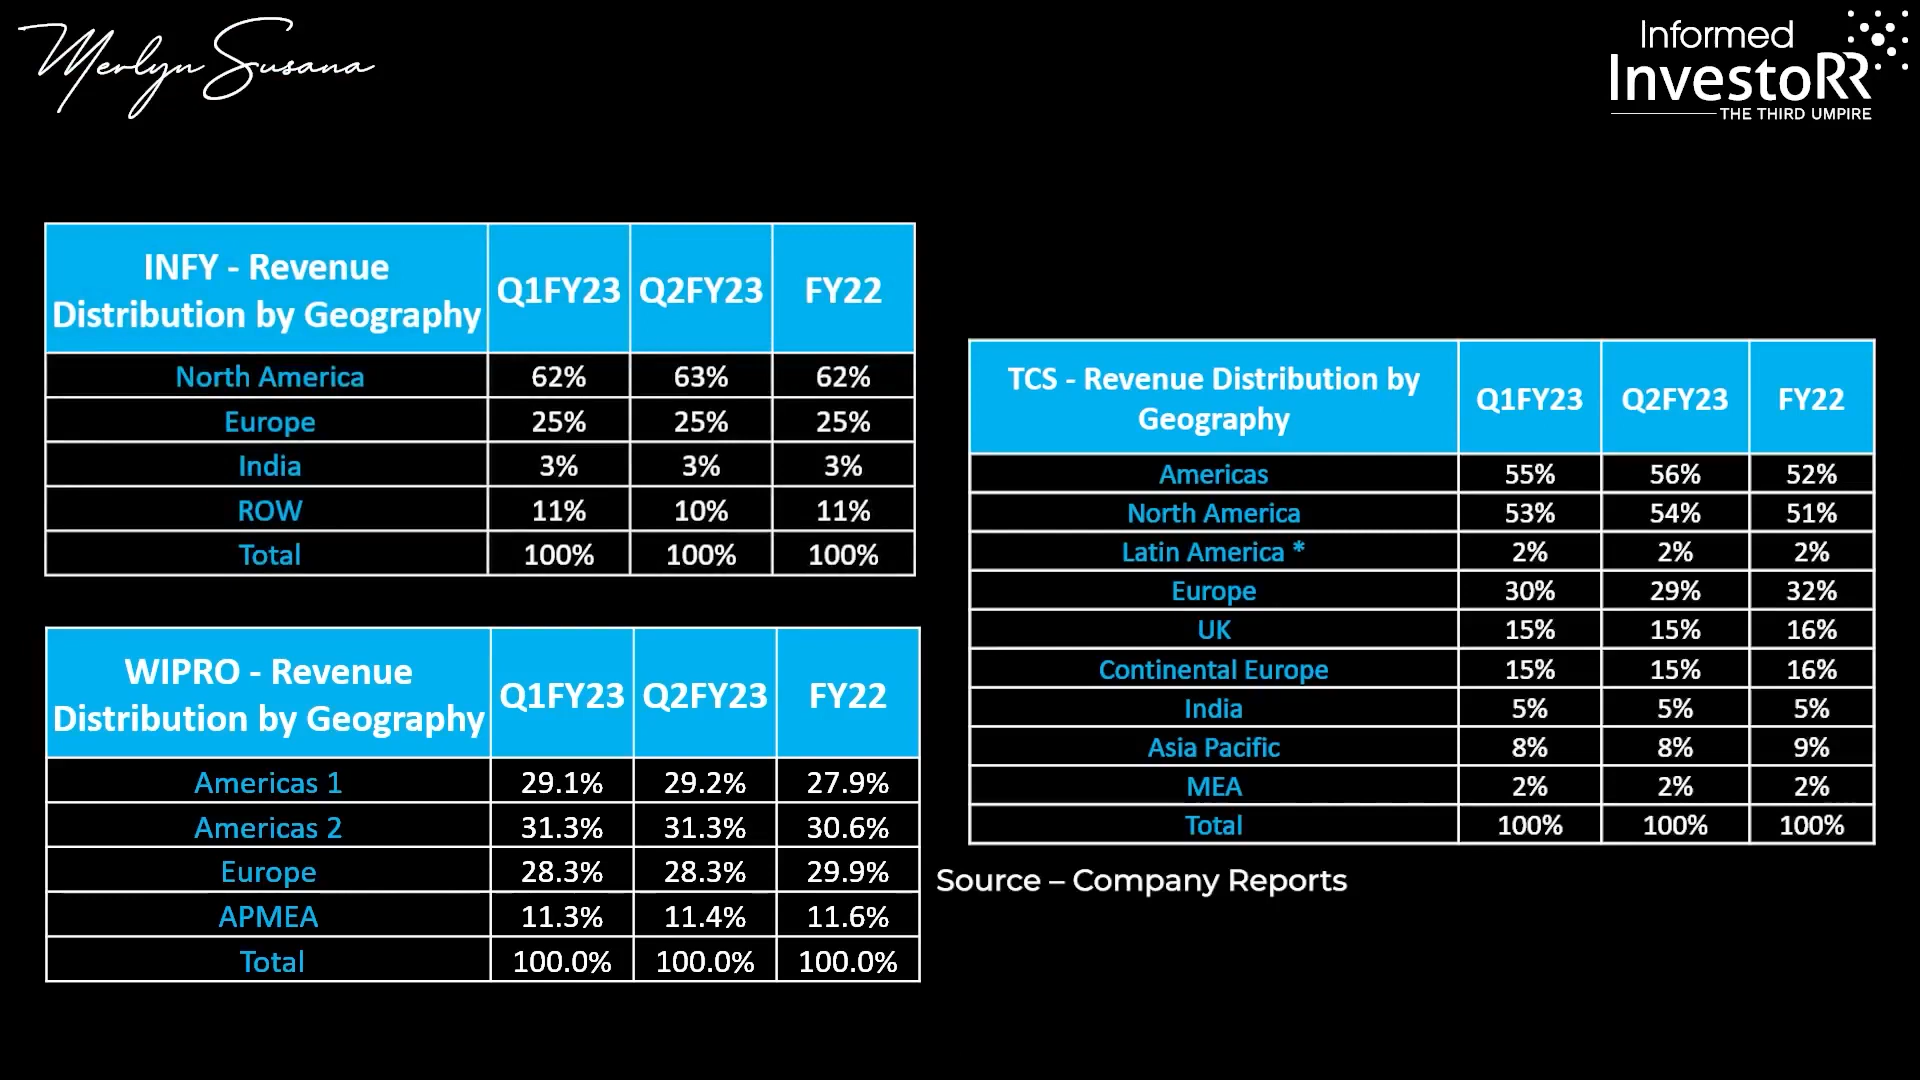 Merlyn Susana
Informed
InvestoRR
THE THIRD UMPIRE
INFY - Revenue
Distribution by Geography
Q1FY23 Q2FY23 FY22
North America 62% 63% 62%
Europe 25% 25% 25%
India 3% 3% 3%
ROW 11% 10% 11%
Total 100% 100% 100%
WIPRO - Revenue
Distribution by Geography
Q1FY23 Q2FY23 FY22
Americas 1 29.1% 29.2% 27.9%
Americas 2 31.3% 31.3% 30.6%
Europe 28.3% 28.3% 29.9%
APMEA 11.3% 11.4% 11.6%
Total 100.0% 100.0% 100.0%
TCS - Revenue Distribution by
Geography
Q1FY23 Q2FY23 FY22
Americas 55% 56% 52%
North America 53% 54% 51%
Latin America * 2% 2% 2%
Europe 30% 29% 32%
UK 15% 15% 16%
Continental Europe 15% 15% 16%
India 5% 5% 5%
Asia Pacific 8% 8% 9%
MEA 2% 2% 2%
Total 100% 100% 100%
Source – Company Reports